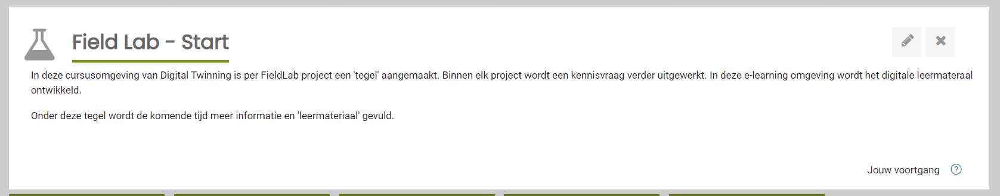 Field Lab - Start
In deze cursusomgeving van Digital Twinning is per FieldLab project een 'tegel' aangemaakt. Binnen elk project wordt een kennisvraag verder uitgewerkt. In deze e-learning omgeving wordt het digitale leermateraal
ontwikkeld.
Onder deze tegel wordt de komende tijd meer informatie en 'leermateriaal' gevuld.
Jouw voortgang ?